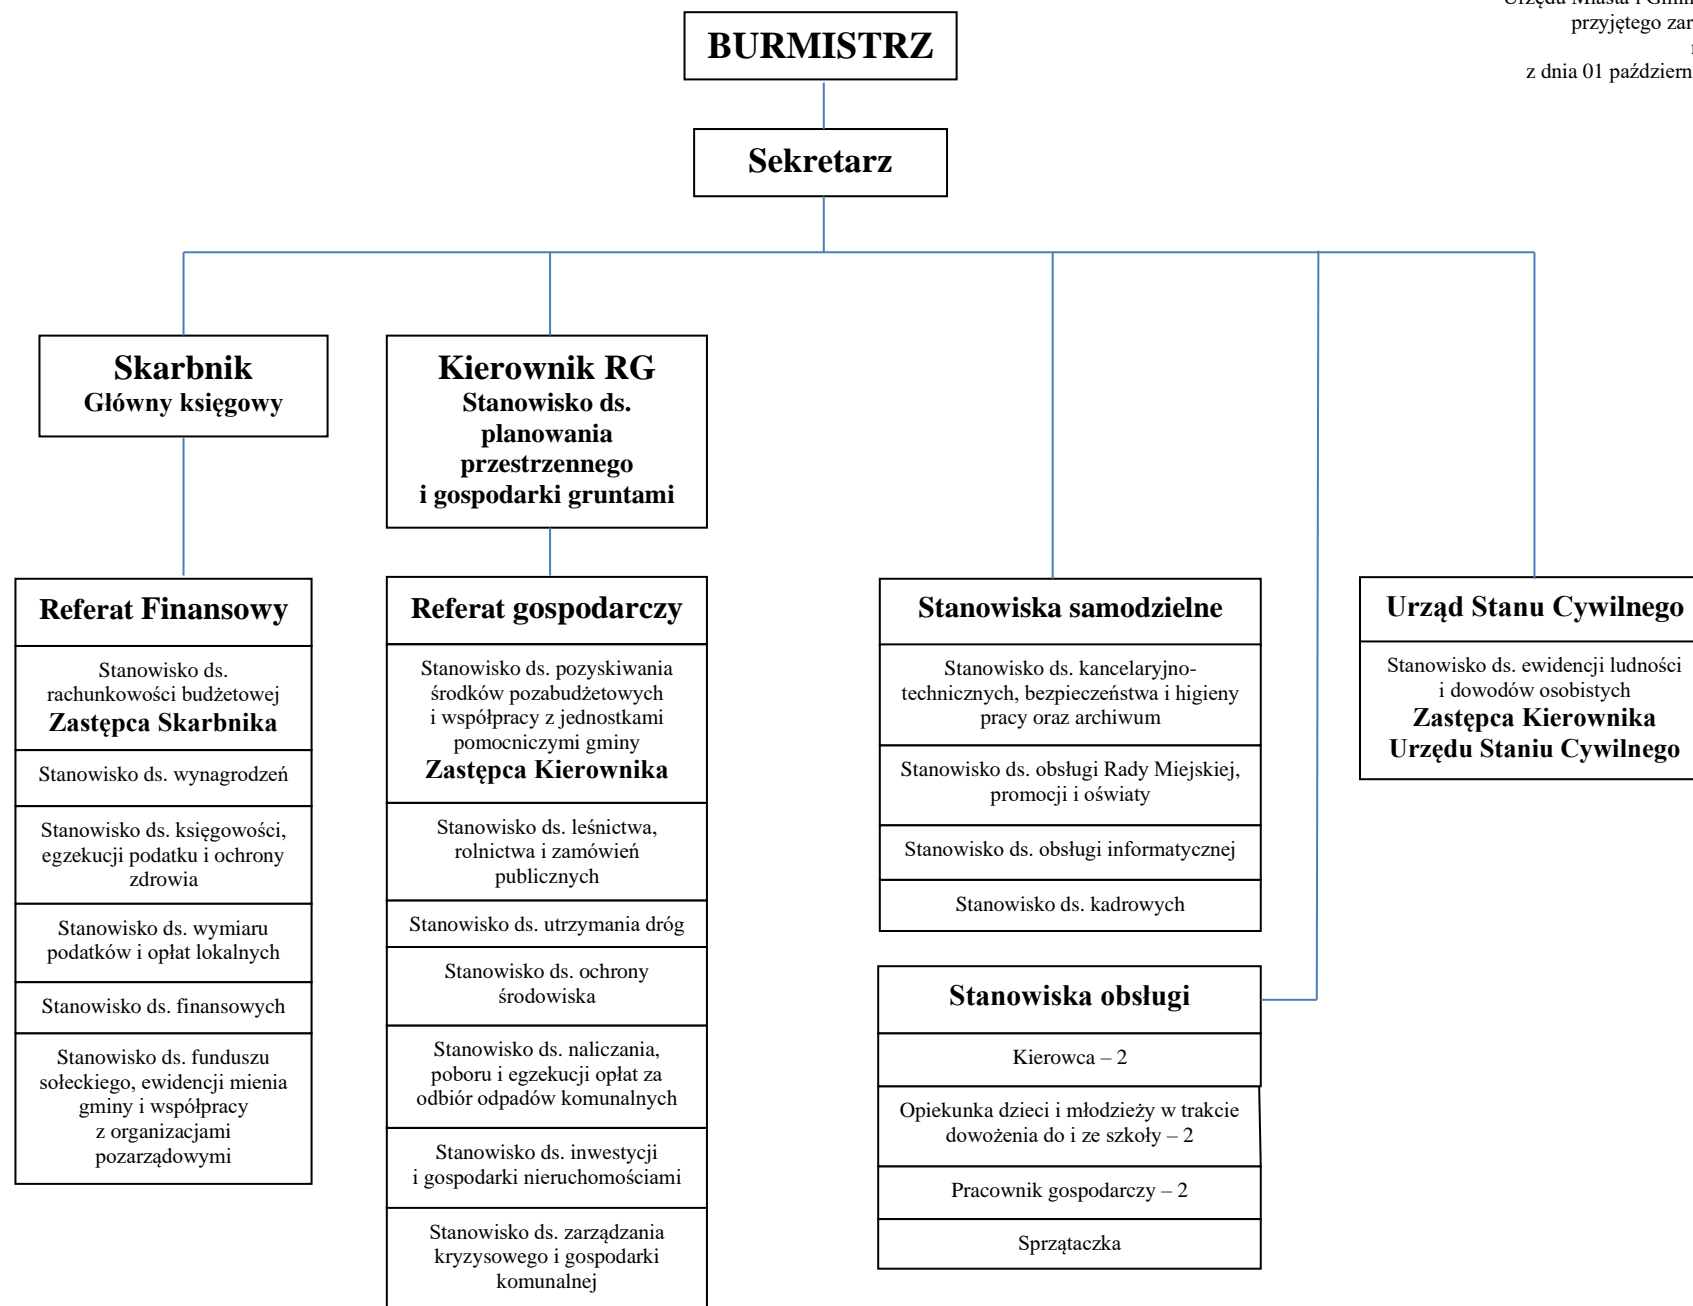 przyjętego
z dnia 01
BURMISTRZ
Sekretarz
Skarbnik
Główny księgowy
Kierownik RG
Stanowisko ds.
planowania
przestrzennego
i gospodarki gruntami
Referat Finansowy
Stanowisko ds.
rachunkowości budżetowej
Zastępca Skarbnika
Stanowisko ds. wynagrodzeń
Stanowisko ds. księgowości,
egzekucji podatku i ochrony
zdrowia
Stanowisko ds. wymiaru
podatków i opłat lokalnych
Stanowisko ds. finansowych
Stanowisko ds. funduszu
sołeckiego, ewidencji mienia
gminy i współpracy
z organizacjami
pozarządowymi
Referat gospodarczy
Stanowisko ds. pozyskiwania
środków pozabudżetowych
i współpracy z jednostkami
pomocniczymi gminy
Zastępca Kierownika
Stanowisko ds. leśnictwa,
rolnictwa i zamówień
publicznych
Stanowisko ds. utrzymania dróg
Stanowisko ds. ochrony
środowiska
Stanowisko ds. naliczania,
poboru i egzekucji opłat za
odbiór odpadów komunalnych
Stanowisko ds. inwestycji
i gospodarki nieruchomościami
Stanowisko ds. zarządzania
kryzysowego i gospodarki
komunalnej
Stanowiska samodzielne
Stanowisko ds. kancelaryjno-
technicznych, bezpieczeństwa i higieny
pracy oraz archiwum
Stanowisko ds. obsługi Rady Miejskiej,
promocji i oświaty
Stanowisko ds. obsługi informatycznej
Stanowisko ds. kadrowych
Stanowiska obsługi
Kierowca – 2
Opiekunka dzieci i młodzieży w trakcie
dowożenia do i ze szkoły – 2
Pracownik gospodarczy – 2
Sprzątaczka
Urząd Stanu Cywilnego
Stanowisko ds. ewidencji ludności
i dowodów osobistych
Zastępca Kierownika
Urzędu Staniu Cywilnego